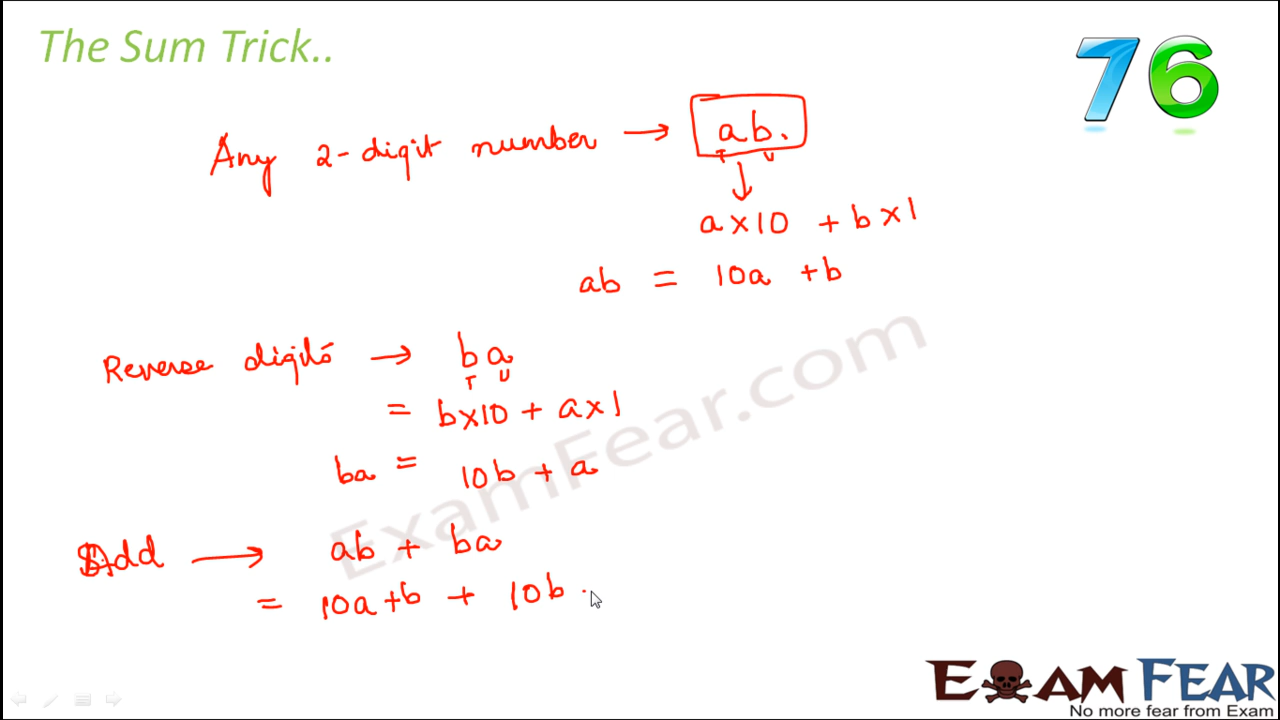 The Sum Trick..
76
Any 2-digit number → ab.
T U
↓
a×10 + b×1
ab = 10a + b
Reverse digits → ba
T U
= b×10 + a×1
ba = 10b + a
Add → ab + ba
= 10a+b + 10b
ExamFear.com
EXAM FEAR
No more fear from Exam